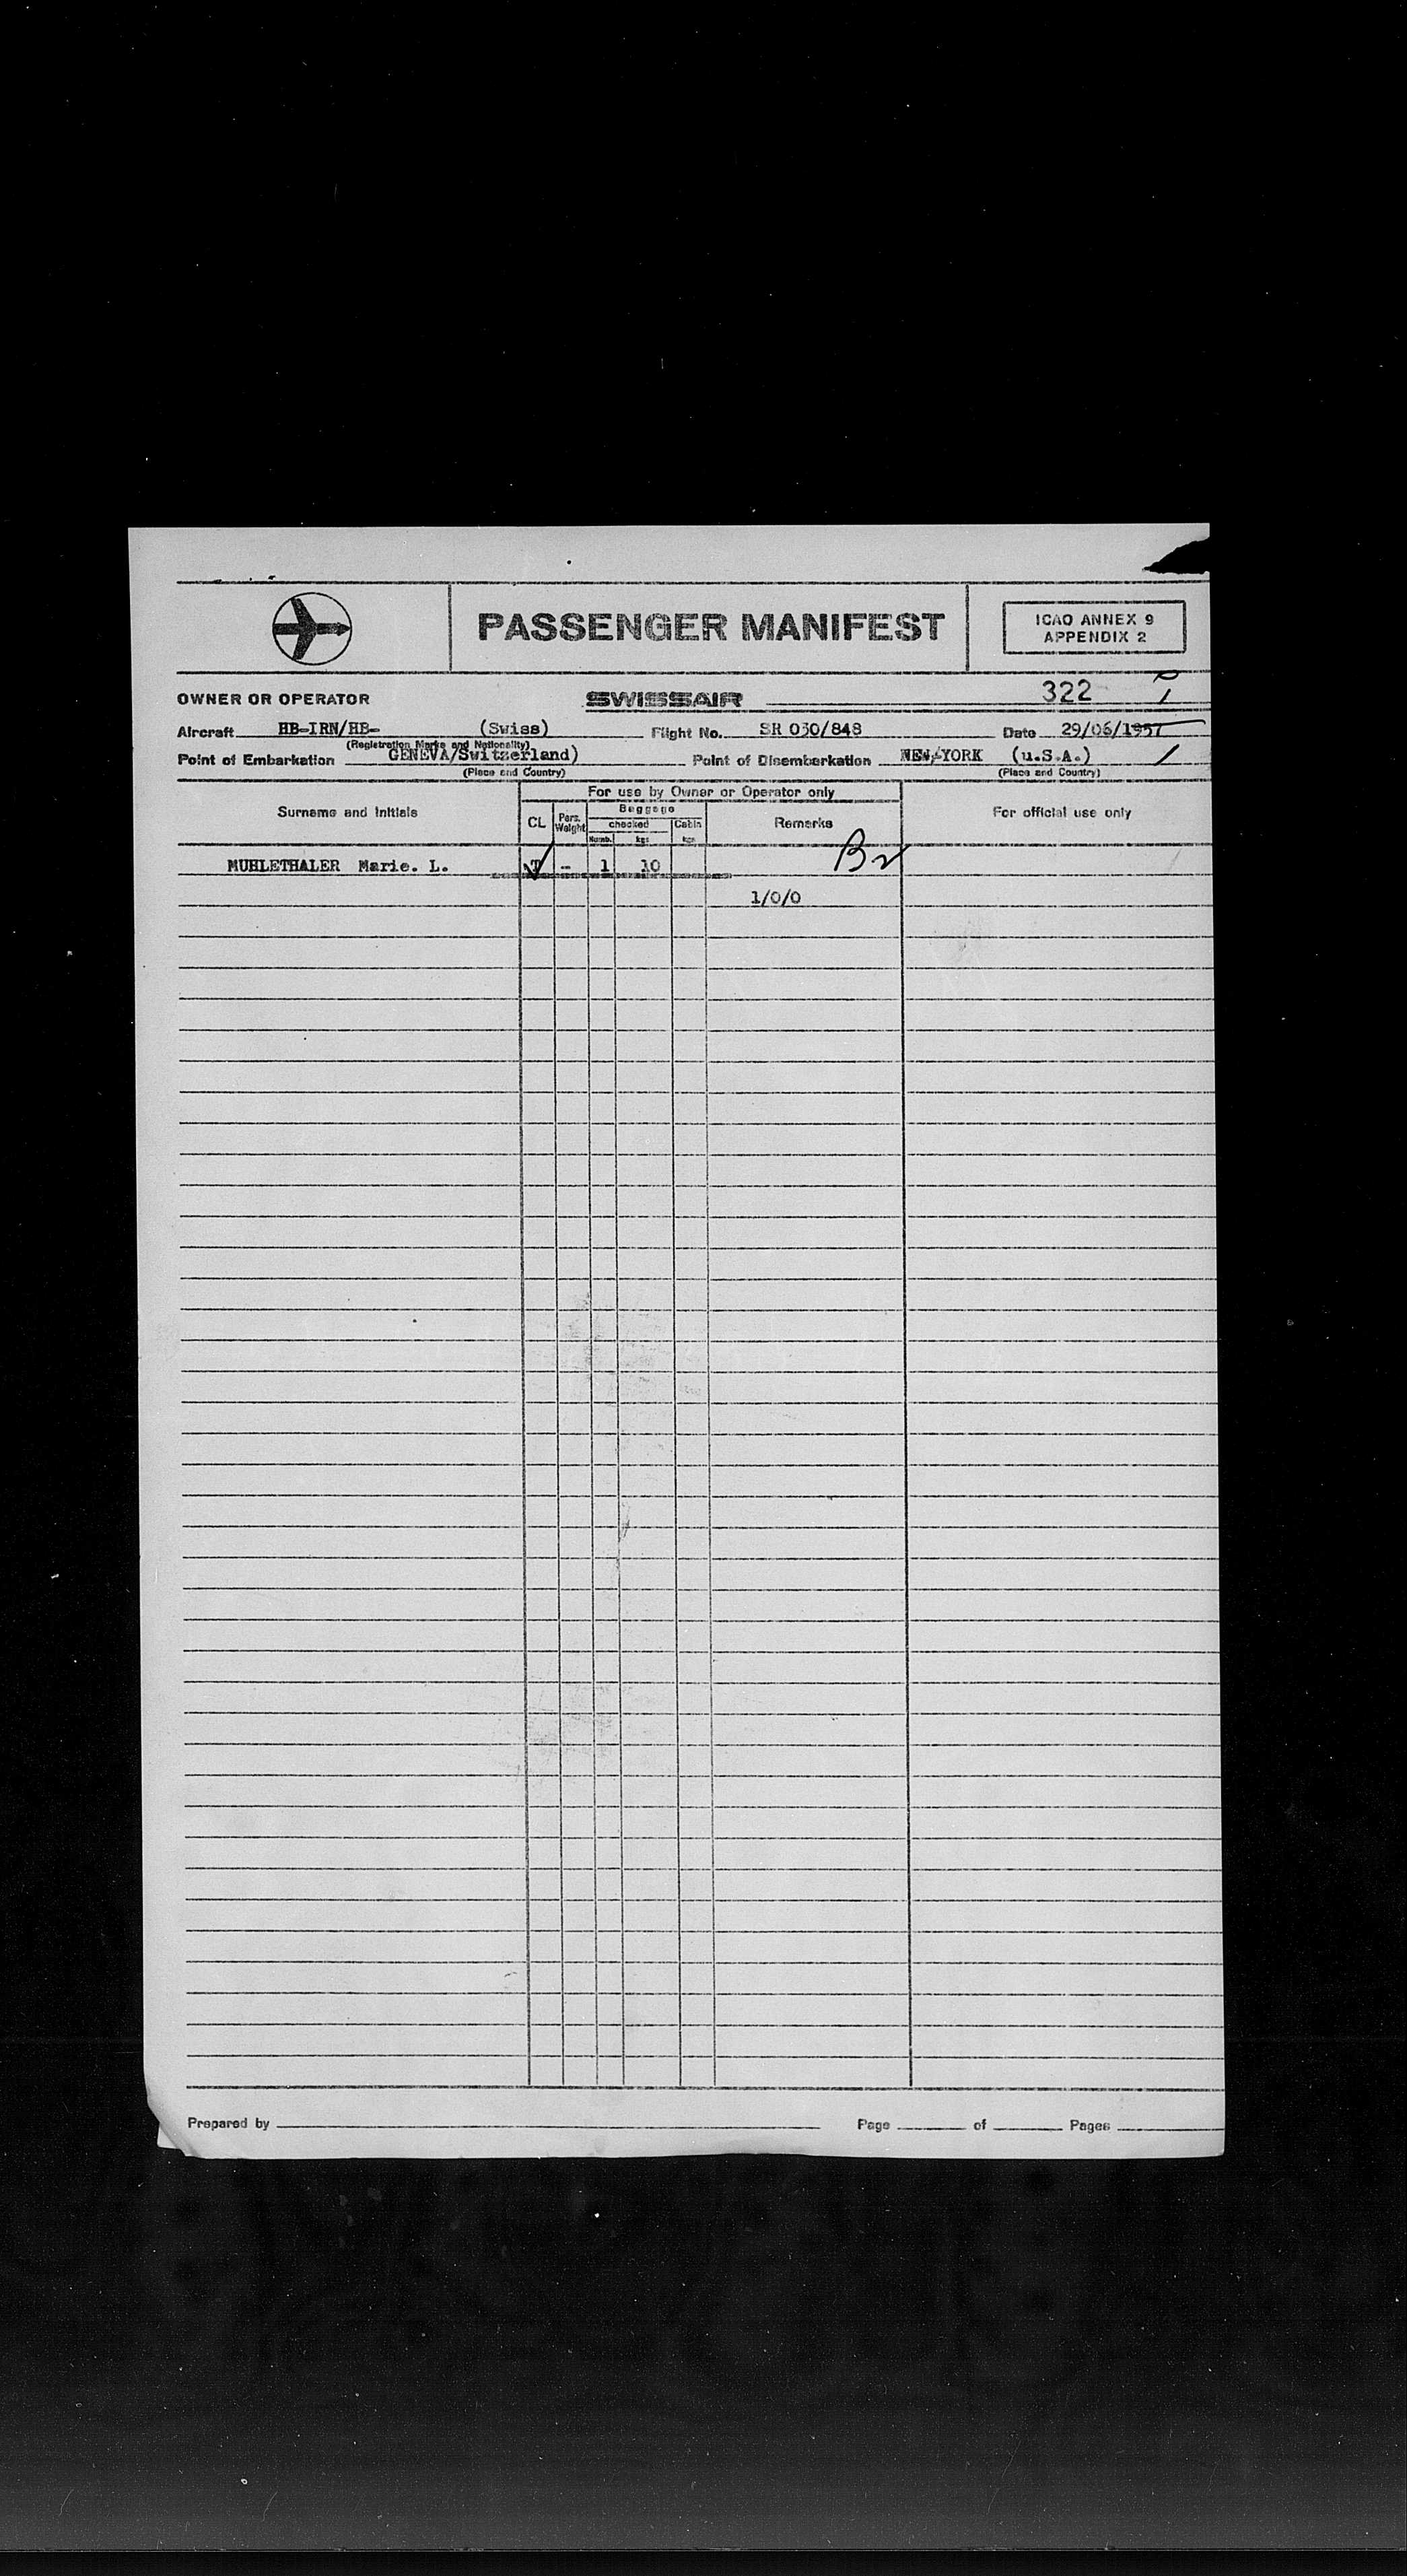 PASSENGER MANIFEST
ICAO ANNEX 9
APPENDIX 2
OWNER OR OPERATOR SWISSAIR 322
Aircraft HB-IRN/HB- (Swiss) Flight No. SR 030/848 Date 29/06/1957
(Registration Marks and Nationality)
Point of Embarkation GENEVA/Switzerland) Point of Disembarkation NEW-YORK (u.S.A.) /
(Place and Country) (Place and Country)
For use by Owner or Operator only
Surname and Initials CL Pers. Weight Baggage checked Numb. kgs Cabin kgs Remarks For official use only
MUHLETHALER Marie. L. T - 1 10
1/0/0
Prepared by Page of Pages